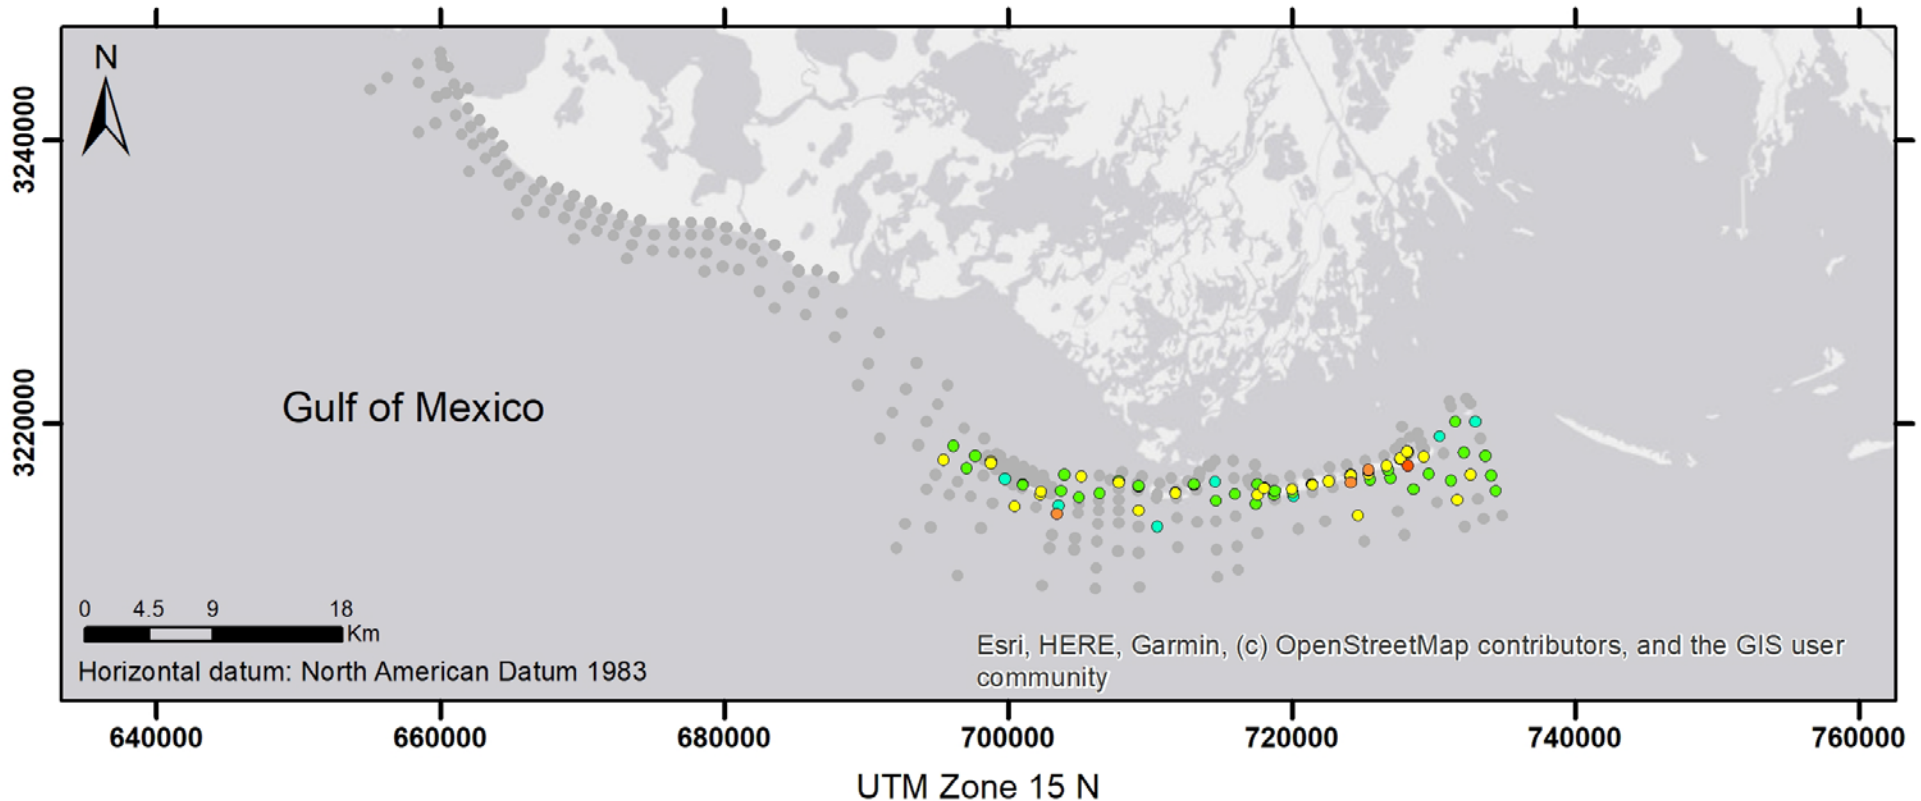 N
3240000
3220000
Gulf of Mexico
0 4.5 9 18
Km
Horizontal datum: North American Datum 1983
Esri, HERE, Garmin, (c) OpenStreetMap contributors, and the GIS user
community
640000 660000 680000 700000 720000 740000 760000
UTM Zone 15 N